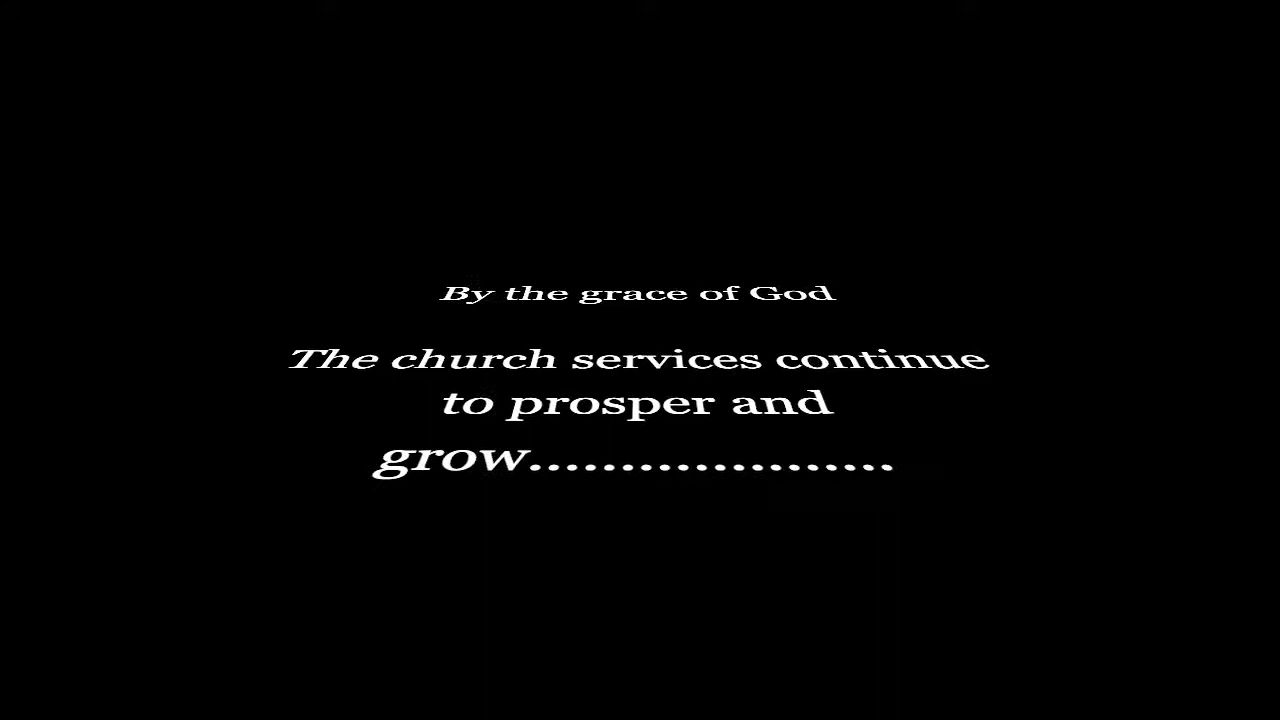 By the grace of God
The church services continue
to prosper and
grow....................